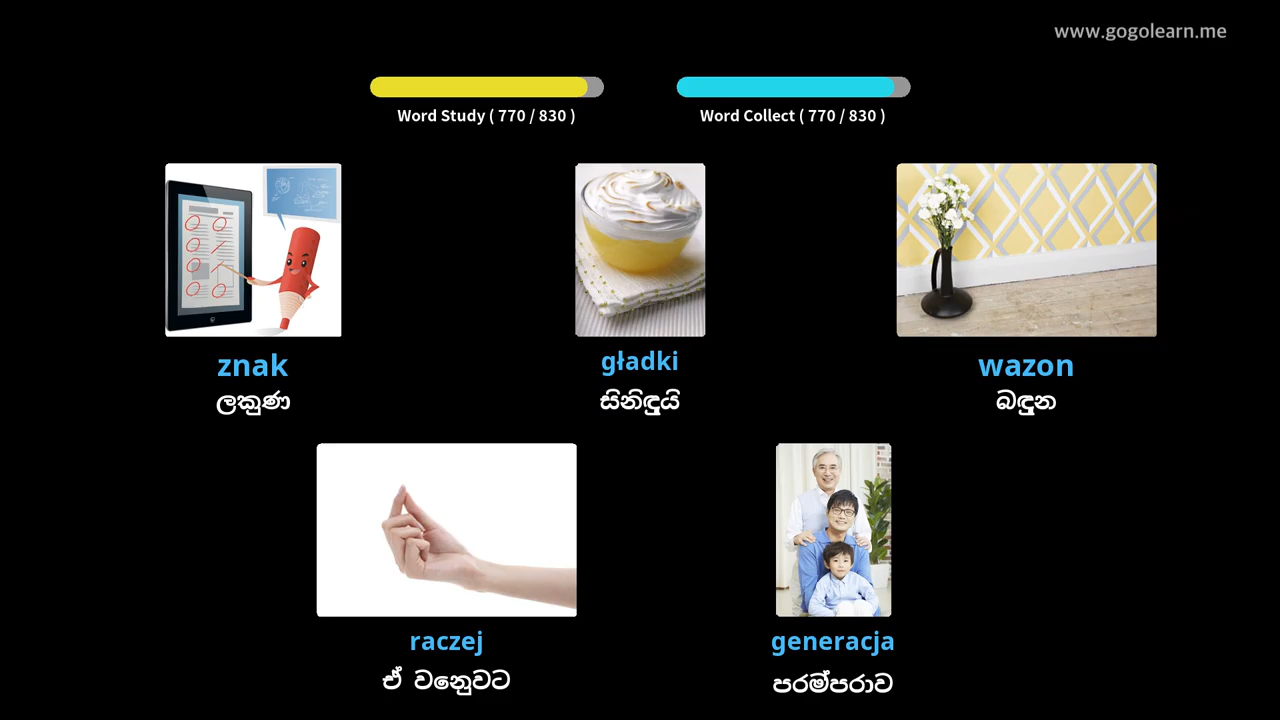 www.gogolearn.me
Word Study ( 770 / 830 )
Word Collect ( 770 / 830 )
znak
ලකුණ
gładki
සිනිඳුයි
wazon
බඳුන
raczej
ඒ වනෙුවට
generacja
පරම්පරාව